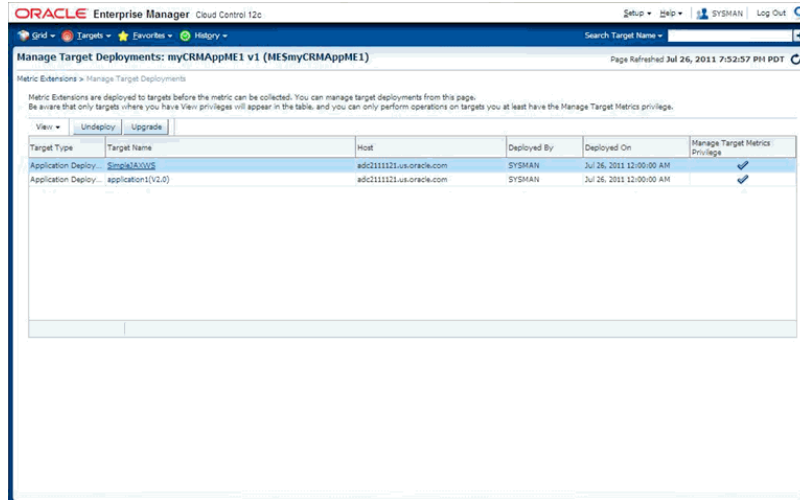 ORACLE Enterprise Manager Cloud Control 12c
Setup Help SYSMAN Log Out
Grid Targets Favorites History Search Target Name
Manage Target Deployments: myCRMAppME1 v1 (ME$myCRMAppME1) Page Refreshed Jul 26, 2011 7:52:57 PM PDT
Metric Extensions > Manage Target Deployments
Metric Extensions are deployed to targets before the metric can be collected. You can manage target deployments from this page.
Be aware that only targets where you have View privileges will appear in the table, and you can only perform operations on targets you at least have the Manage Target Metrics privilege.
View Undeploy Upgrade
Target Type Target Name Host Deployed By Deployed On Manage Target Metrics Privilege
Application Deploy... SimpleJAXWS adc2111121.us.oracle.com SYSMAN Jul 26, 2011 12:00:00 AM
Application Deploy... application1(V2.0) adc2111121.us.oracle.com SYSMAN Jul 26, 2011 12:00:00 AM